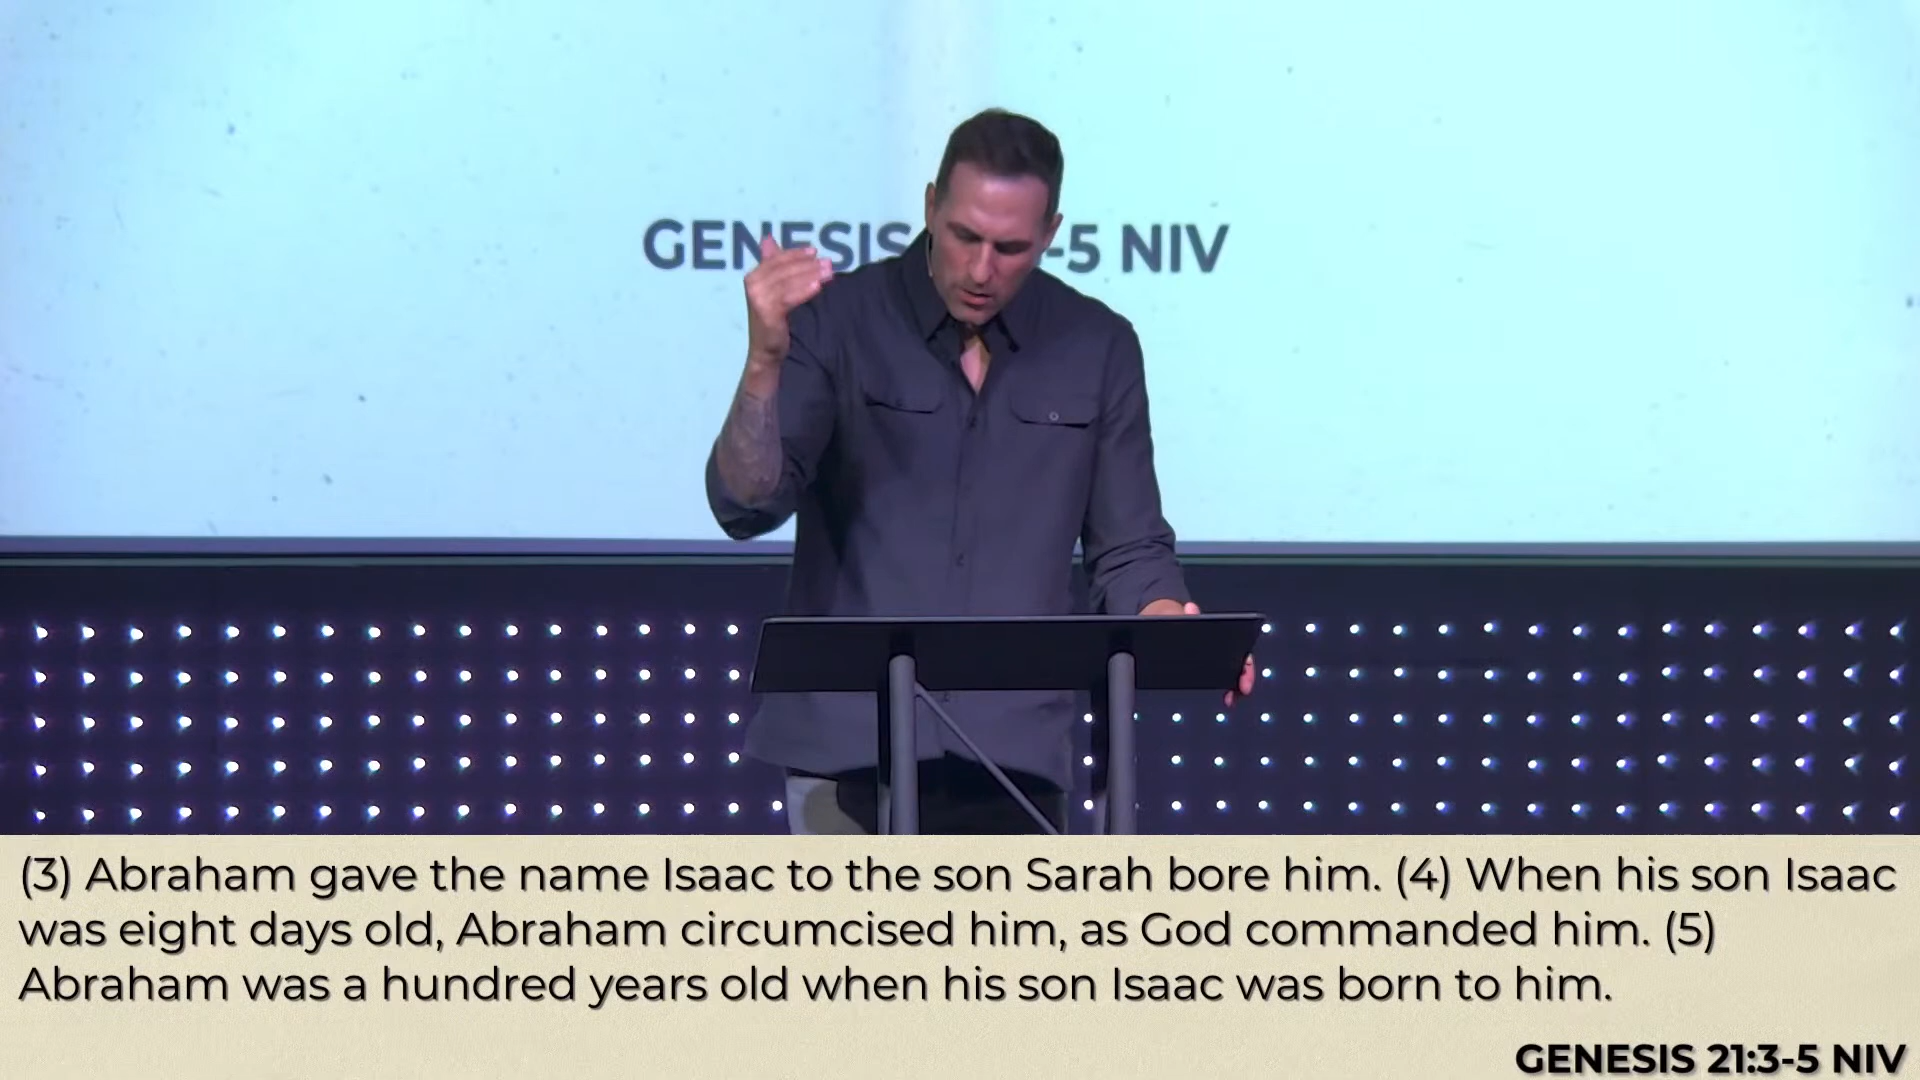 GENESIS -5 NIV
(3) Abraham gave the name Isaac to the son Sarah bore him. (4) When his son Isaac
was eight days old, Abraham circumcised him, as God commanded him. (5)
Abraham was a hundred years old when his son Isaac was born to him.
GENESIS 21:3-5 NIV